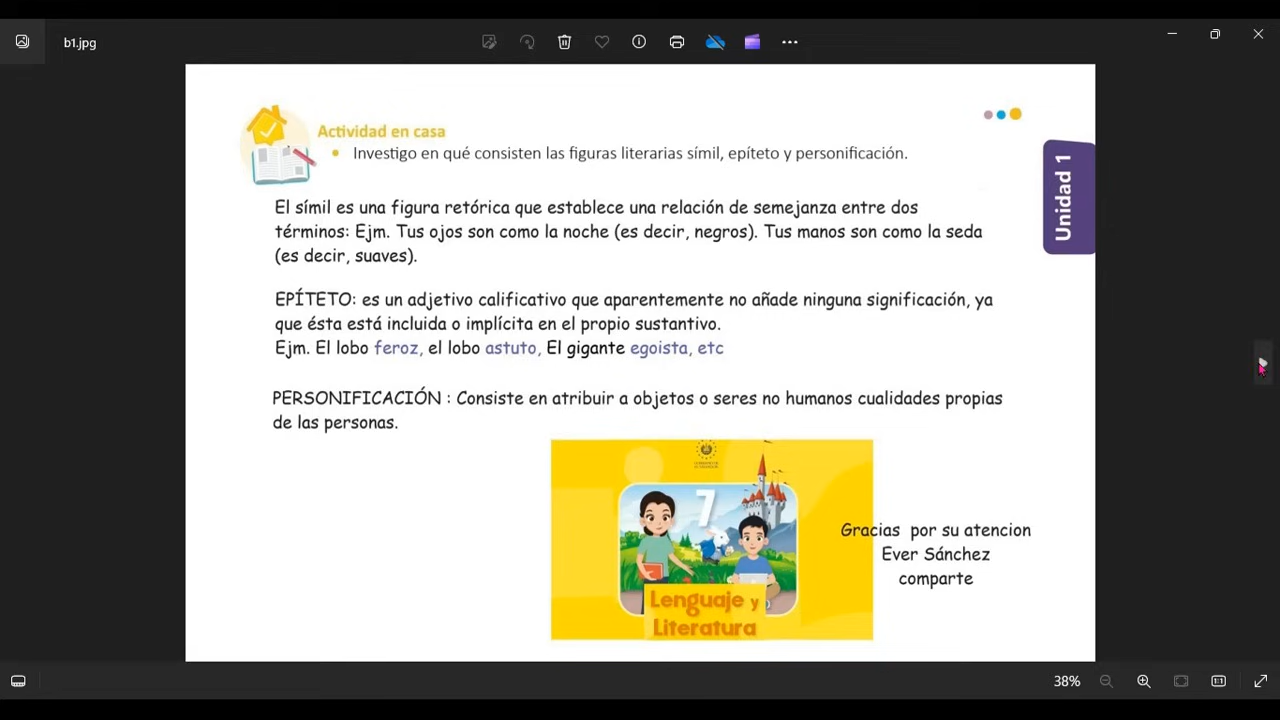 b1.jpg
Actividad en casa
• Investigo en qué consisten las figuras literarias símil, epíteto y personificación.
Unidad 1
El símil es una figura retórica que establece una relación de semejanza entre dos
términos: Ejm. Tus ojos son como la noche (es decir, negros). Tus manos son como la seda
(es decir, suaves).
EPÍTETO: es un adjetivo calificativo que aparentemente no añade ninguna significación, ya
que ésta está incluida o implícita en el propio sustantivo.
Ejm. El lobo feroz, el lobo astuto, El gigante egoista, etc
PERSONIFICACIÓN : Consiste en atribuir a objetos o seres no humanos cualidades propias
de las personas.
7
Lenguaje y
Literatura
Gracias por su atencion
Ever Sánchez
comparte
38%
1:1